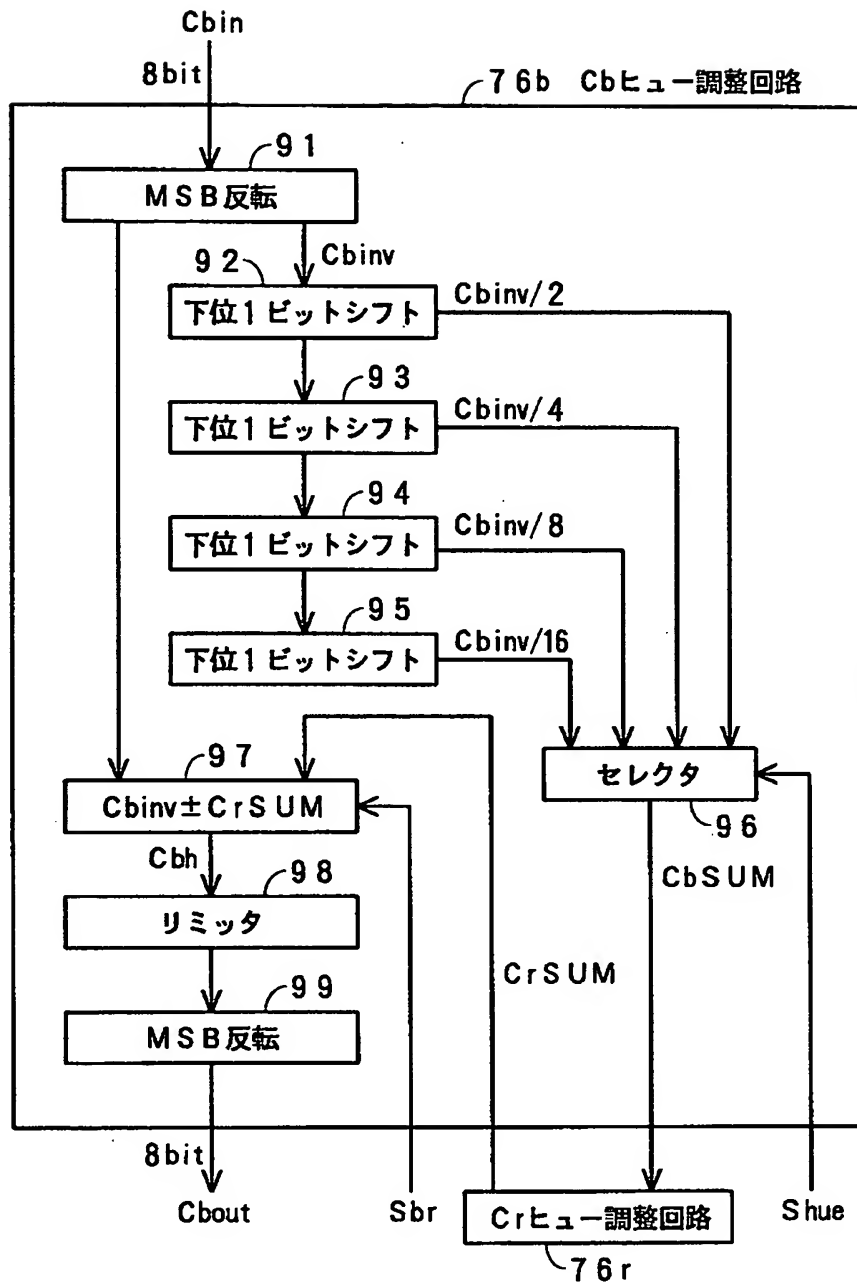 Cbin
8bit
76b Cbヒュー調整回路
91
MSB反転
Cbinv
92
下位1ビットシフト
Cbinv/2
93
下位1ビットシフト
Cbinv/4
94
下位1ビットシフト
Cbinv/8
95
下位1ビットシフト
Cbinv/16
97
Cbinv±CrSUM
セレクタ
96
Cbh
98
リミッタ
CbSUM
CrSUM
99
MSB反転
8bit
Cbout
Sbr
Crヒュー調整回路
Shue
76r